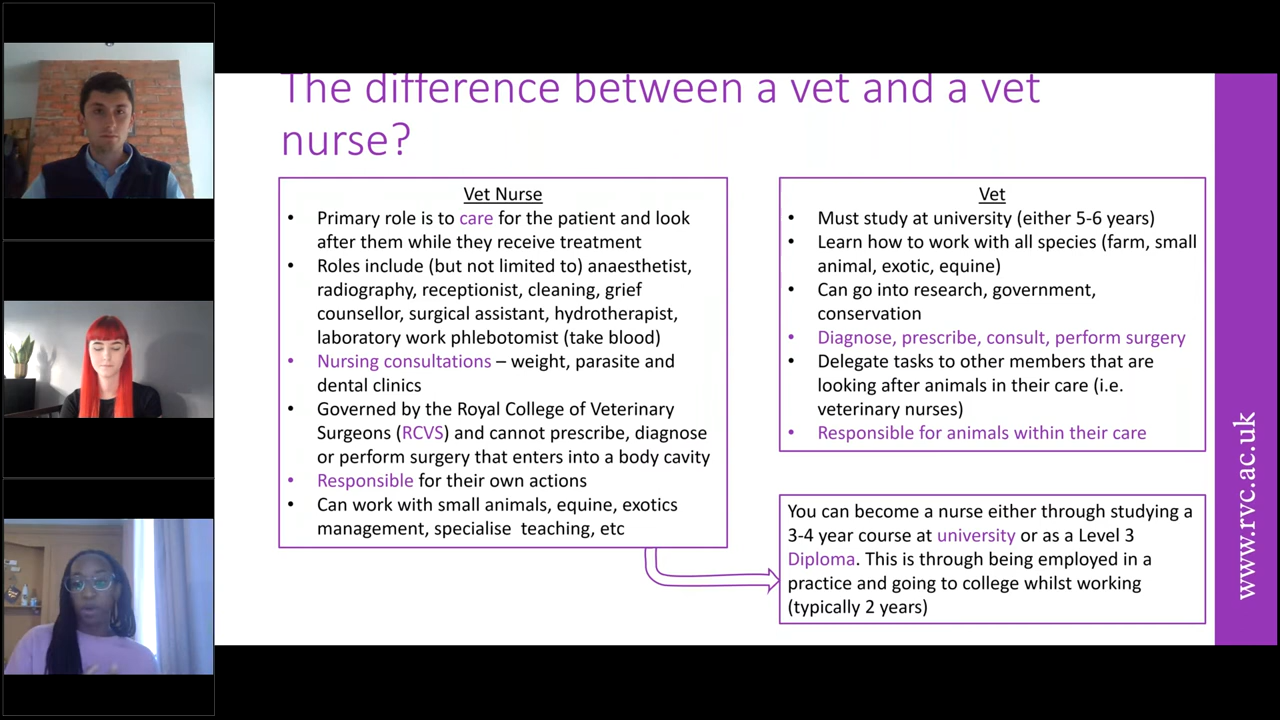 The difference between a vet and a vet
nurse?
Vet Nurse
• Primary role is to care for the patient and look
after them while they receive treatment
• Roles include (but not limited to) anaesthetist,
radiography, receptionist, cleaning, grief
counsellor, surgical assistant, hydrotherapist,
laboratory work phlebotomist (take blood)
• Nursing consultations – weight, parasite and
dental clinics
• Governed by the Royal College of Veterinary
Surgeons (RCVS) and cannot prescribe, diagnose
or perform surgery that enters into a body cavity
• Responsible for their own actions
• Can work with small animals, equine, exotics
management, specialise teaching, etc
Vet
• Must study at university (either 5-6 years)
• Learn how to work with all species (farm, small
animal, exotic, equine)
• Can go into research, government,
conservation
• Diagnose, prescribe, consult, perform surgery
• Delegate tasks to other members that are
looking after animals in their care (i.e.
veterinary nurses)
• Responsible for animals within their care
You can become a nurse either through studying a
3-4 year course at university or as a Level 3
Diploma. This is through being employed in a
practice and going to college whilst working
(typically 2 years)
www.rvc.ac.uk